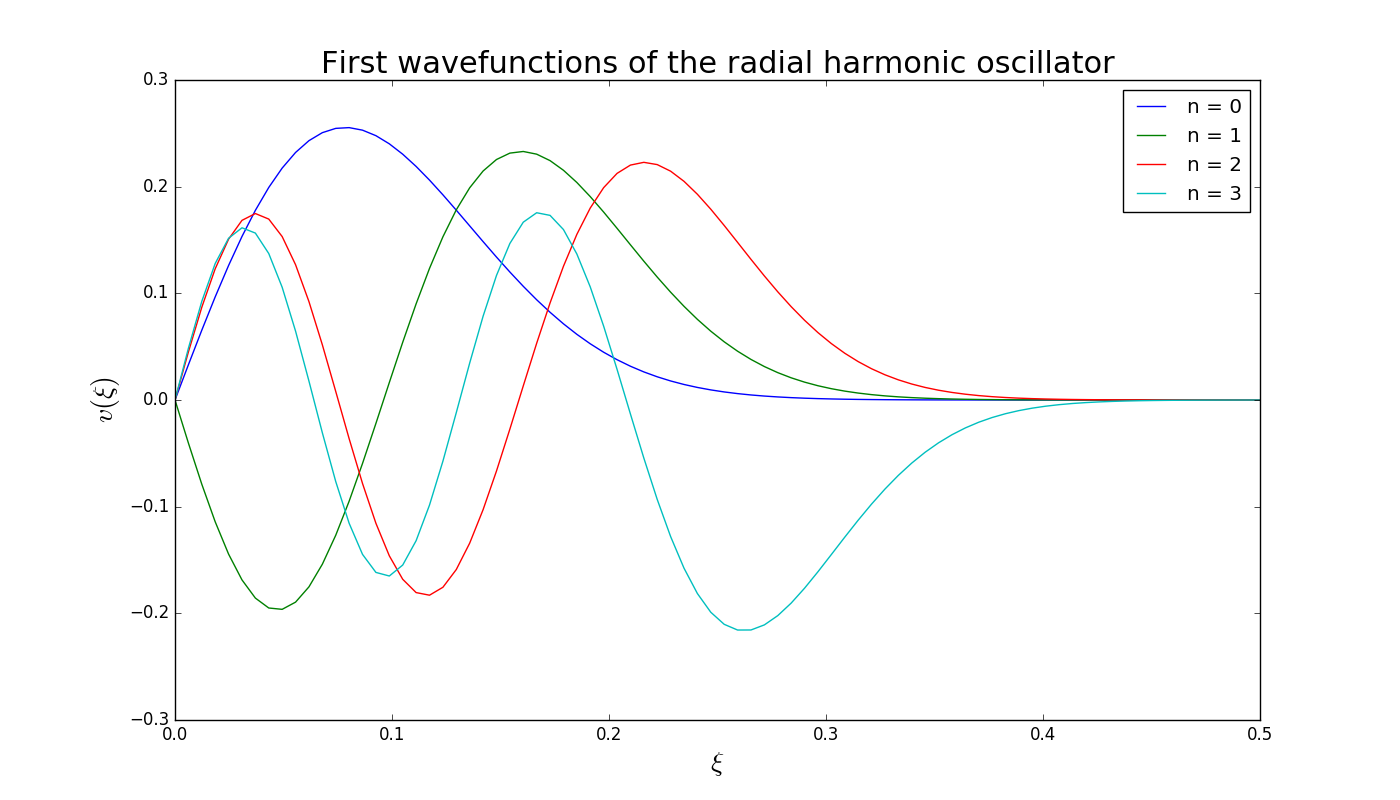 First wavefunctions of the radial harmonic oscillator
0.3
0.2
0.1
0.0
−0.1
−0.2
−0.3
v(ξ)
n = 0
n = 1
n = 2
n = 3
0.0 0.1 0.2 0.3 0.4 0.5
ξ